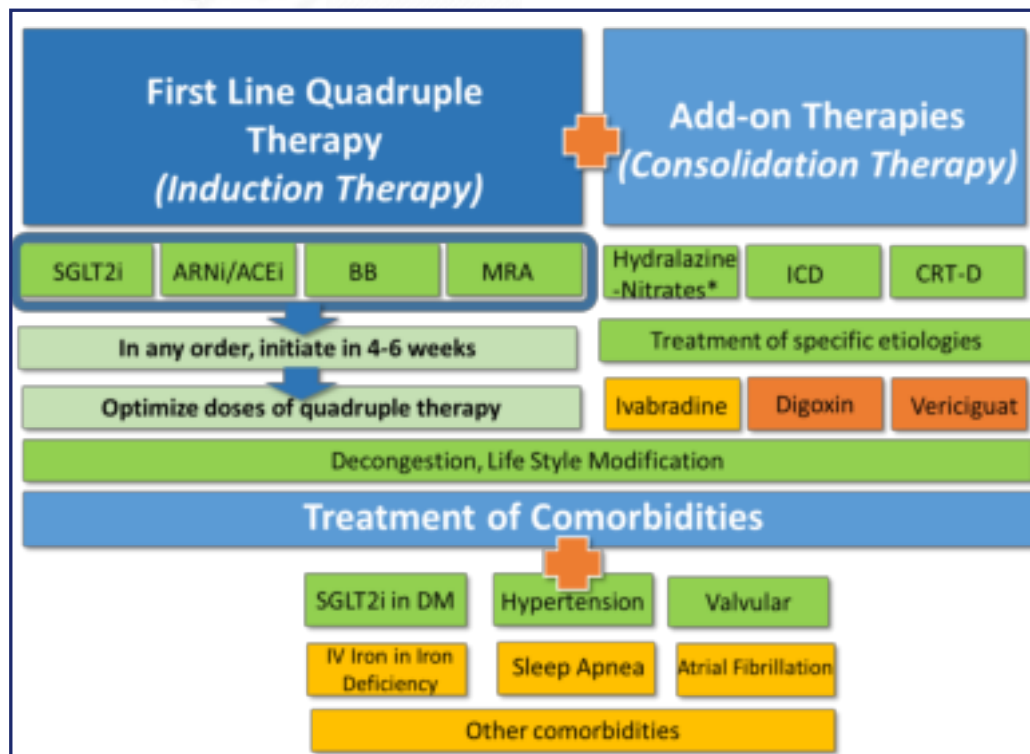 First Line Quadruple
Therapy
(Induction Therapy)
Add-on Therapies
(Consolidation Therapy)
SGLT2i
ARNi/ACEi
BB
MRA
Hydralazine
-Nitrates*
ICD
CRT-D
In any order, initiate in 4-6 weeks
Treatment of specific etiologies
Optimize doses of quadruple therapy
Ivabradine
Digoxin
Vericiguat
Decongestion, Life Style Modification
Treatment of Comorbidities
SGLT2i in DM
Hypertension
Valvular
IV Iron in Iron
Deficiency
Sleep Apnea
Atrial Fibrillation
Other comorbidities